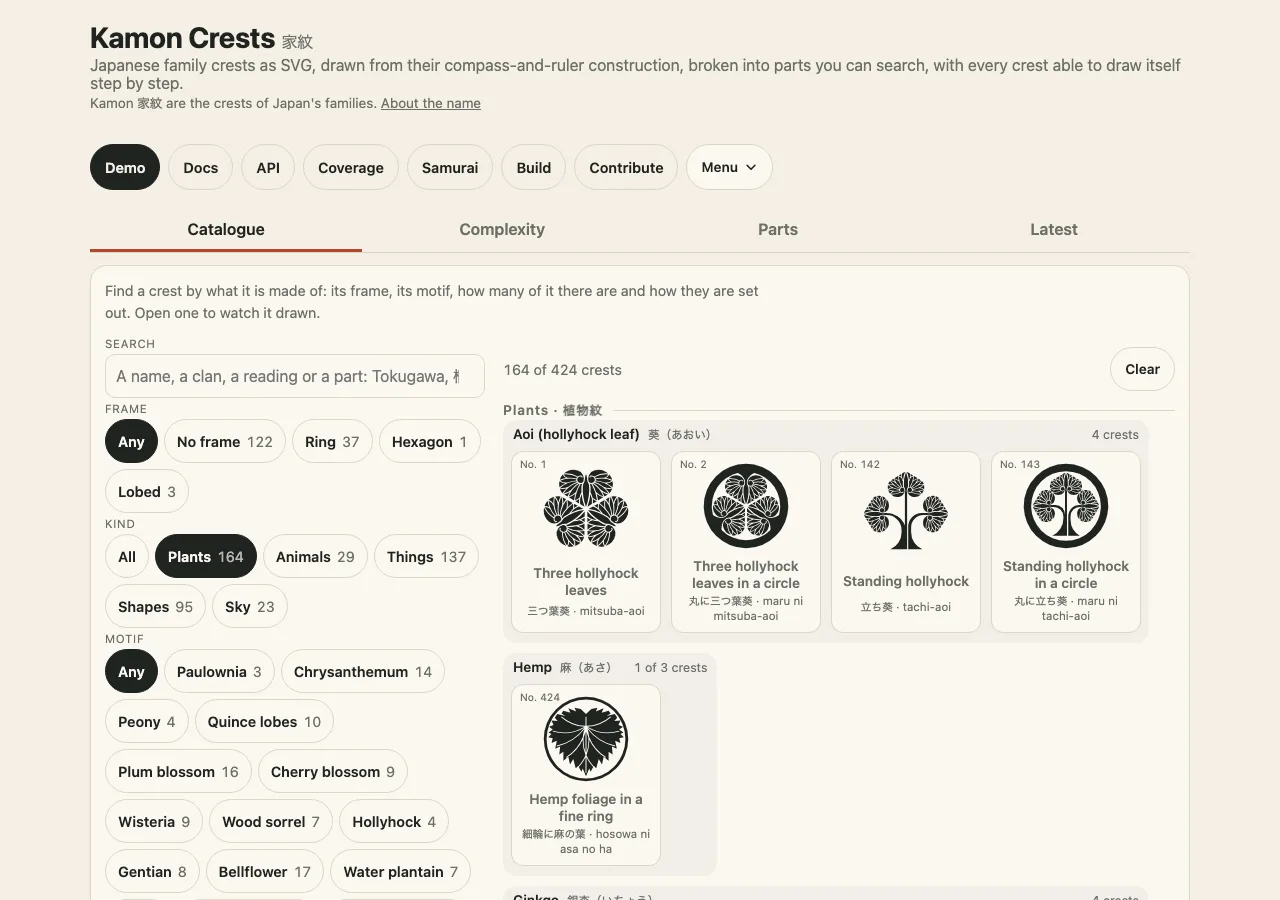 Kamon Crests 家紋
Japanese family crests as SVG, drawn from their compass-and-ruler construction, broken into parts you can search, with every crest able to draw itself
step by step.
Kamon 家紋 are the crests of Japan's families. About the name
Demo Docs API Coverage Samurai Build Contribute Menu
Catalogue Complexity Parts Latest
Find a crest by what it is made of: its frame, its motif, how many of it there are and how they are set
out. Open one to watch it drawn.
SEARCH
A name, a clan, a reading or a part: Tokugawa,
FRAME
Any No frame 122 Ring 37 Hexagon 1
Lobed 3
KIND
All Plants 164 Animals 29 Things 137
Shapes 95 Sky 23
MOTIF
Any Paulownia 3 Chrysanthemum 14
Peony 4 Quince lobes 10
Plum blossom 16 Cherry blossom 9
Wisteria 9 Wood sorrel 7 Hollyhock 4
Gentian 8 Bellflower 17 Water plantain 7
164 of 424 crests
Clear
Plants · 植物紋
Aoi (hollyhock leaf) 葵（あおい） 4 crests
No. 1
Three hollyhock
leaves
三つ葉葵 · mitsuba-aoi
No. 2
Three hollyhock
leaves in a circle
丸に三つ葉葵 · maru ni
mitsuba-aoi
No. 142
Standing hollyhock
立ち葵 · tachi-aoi
No. 143
Standing hollyhock
in a circle
丸に立ち葵 · maru ni
tachi-aoi
Hemp 麻（あさ） 1 of 3 crests
No. 424
Hemp foliage in a
fine ring
細輪に麻の葉 · hosowa ni
asa no ha
Ginkgo 銀杏（いちょう） 4 crests